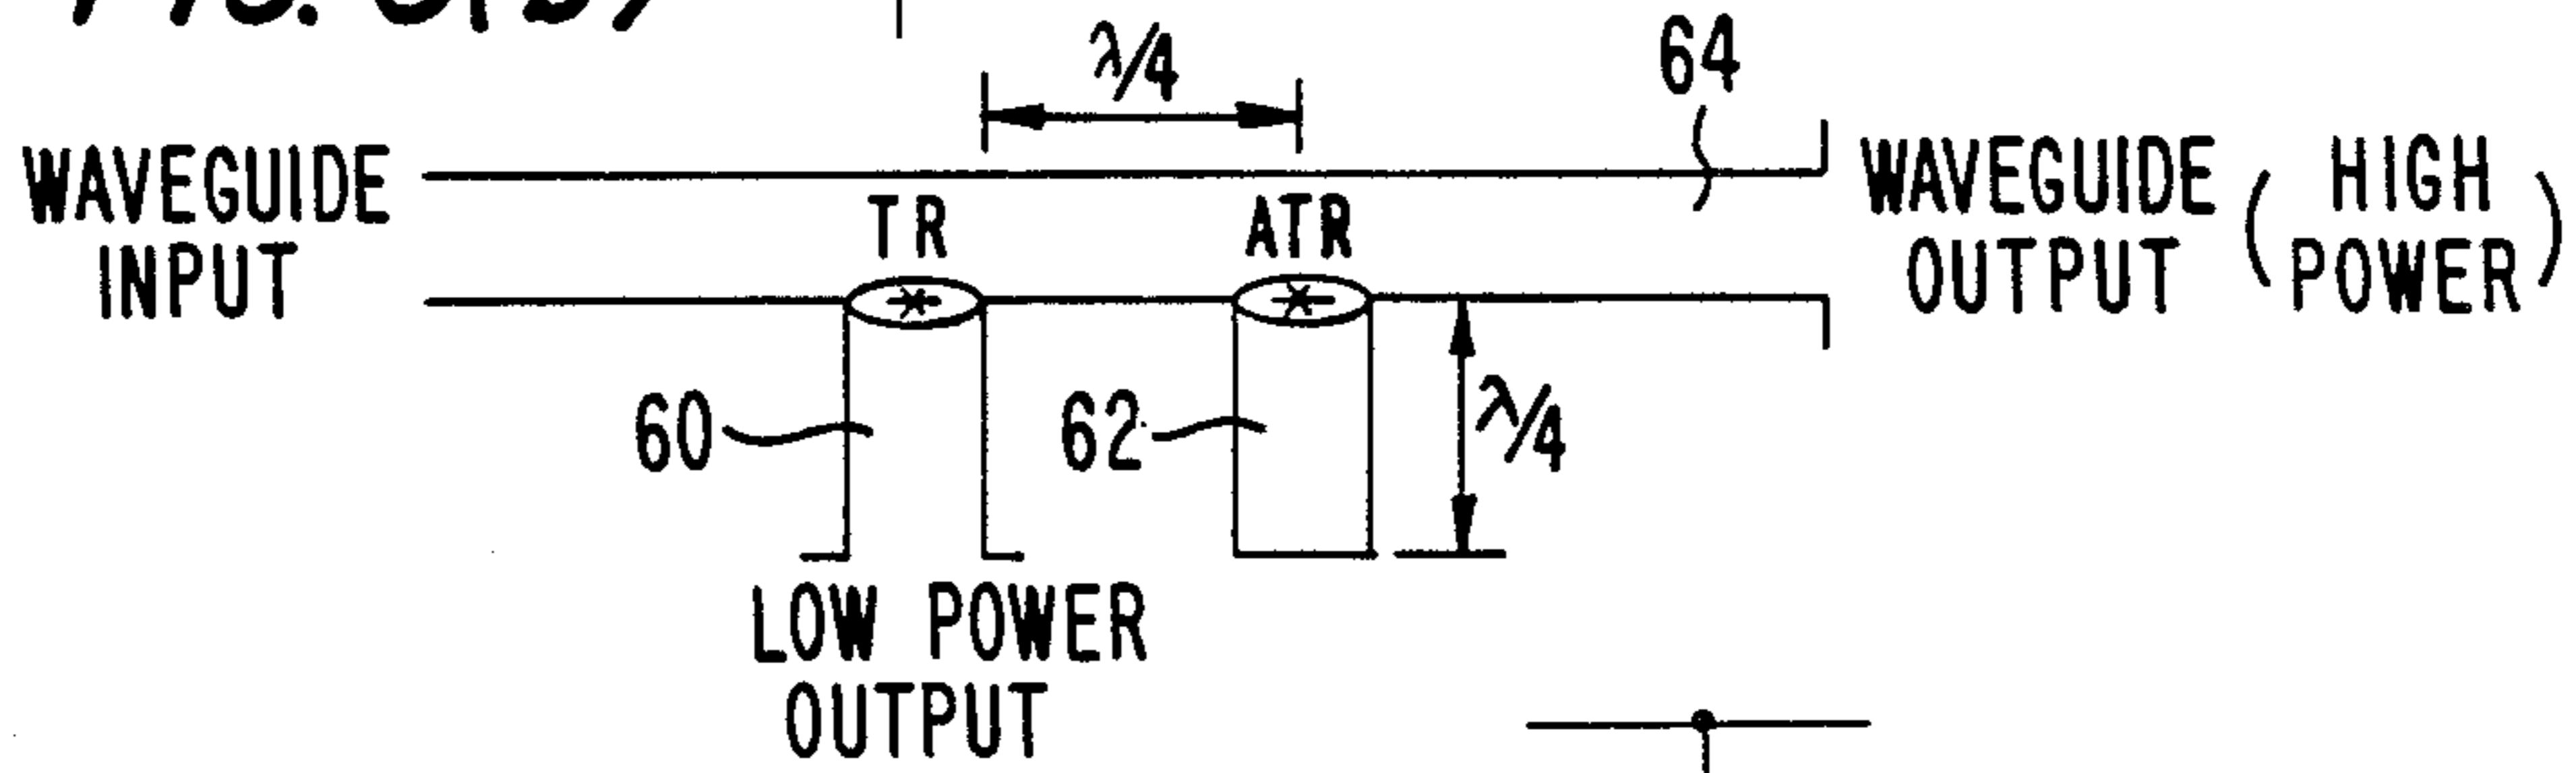 λ/4
64
WAVEGUIDE INPUT
TR
ATR
WAVEGUIDE OUTPUT (HIGH POWER)
60
62
λ/4
LOW POWER
OUTPUT